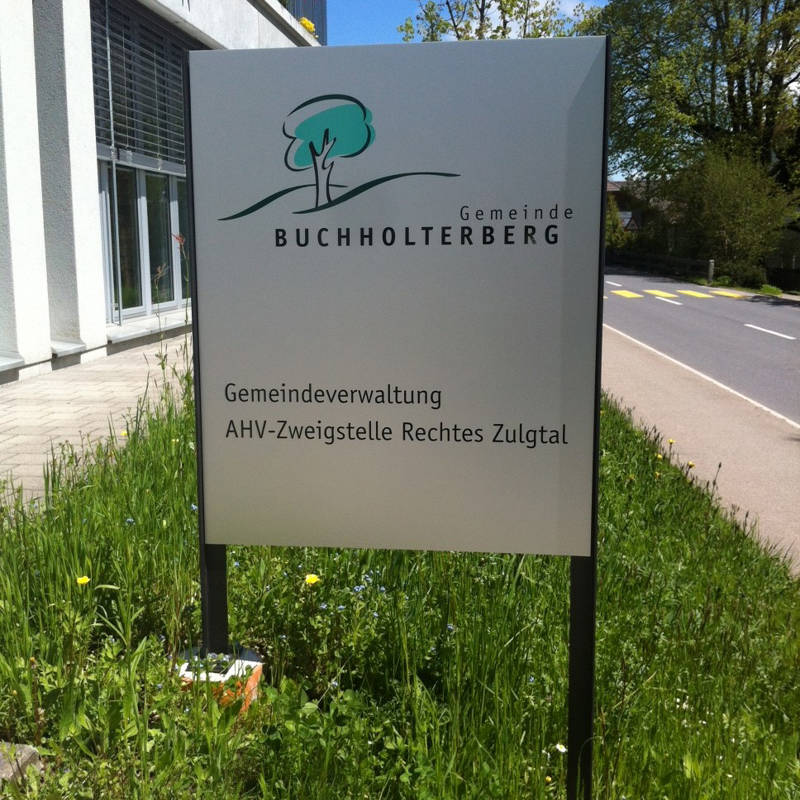 Gemeinde
BUCHHOLTERBERG
Gemeindeverwaltung
AHV-Zweigstelle Rechtes Zulgtal